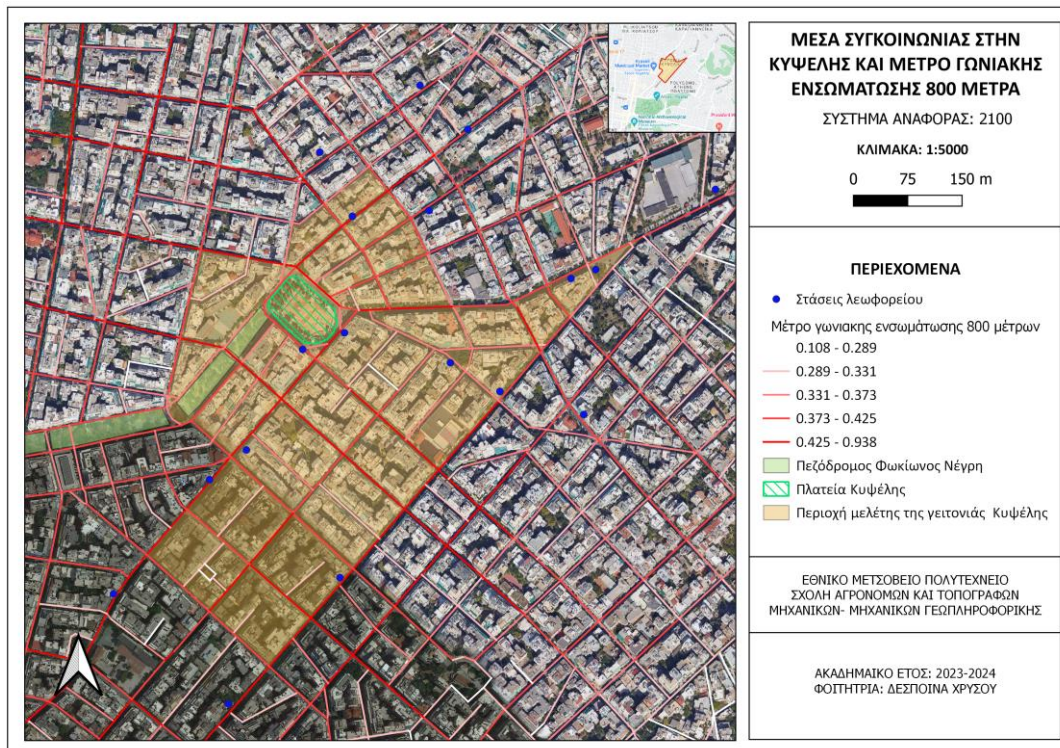 ΜΕΣΑ ΣΥΓΚΟΙΝΩΝΙΑΣ ΣΤΗΝ
ΚΥΨΕΛΗΣ ΚΑΙ ΜΕΤΡΟ ΓΩΝΙΑΚΗΣ
ΕΝΣΩΜΑΤΩΣΗΣ 800 ΜΕΤΡΑ
ΣΥΣΤΗΜΑ ΑΝΑΦΟΡΑΣ: 2100
ΚΛΙΜΑΚΑ: 1:5000
0 75 150 m
ΠΕΡΙΕΧΟΜΕΝΑ
Στάσεις λεωφορείου
Μέτρο γωνιακης ενσωμάτωσης 800 μέτρων
0.108 - 0.289
0.289 - 0.331
0.331 - 0.373
0.373 - 0.425
0.425 - 0.938
Πεζόδρομος Φωκίωνος Νέγρη
Πλατεία Κυψέλης
Περιοχή μελέτης της γειτονιάς Κυψέλης
ΕΘΝΙΚΟ ΜΕΤΣΟΒΕΙΟ ΠΟΛΥΤΕΧΝΕΙΟ
ΣΧΟΛΗ ΑΓΡΟΝΟΜΩΝ ΚΑΙ ΤΟΠΟΓΡΑΦΩΝ
ΜΗΧΑΝΙΚΩΝ- ΜΗΧΑΝΙΚΩΝ ΓΕΩΠΛΗΡΟΦΟΡΙΚΗΣ
ΑΚΑΔΗΜΑΙΚΟ ΕΤΟΣ: 2023-2024
ΦΟΙΤΗΤΡΙΑ: ΔΕΣΠΟΙΝΑ ΧΡΥΣΟΥ